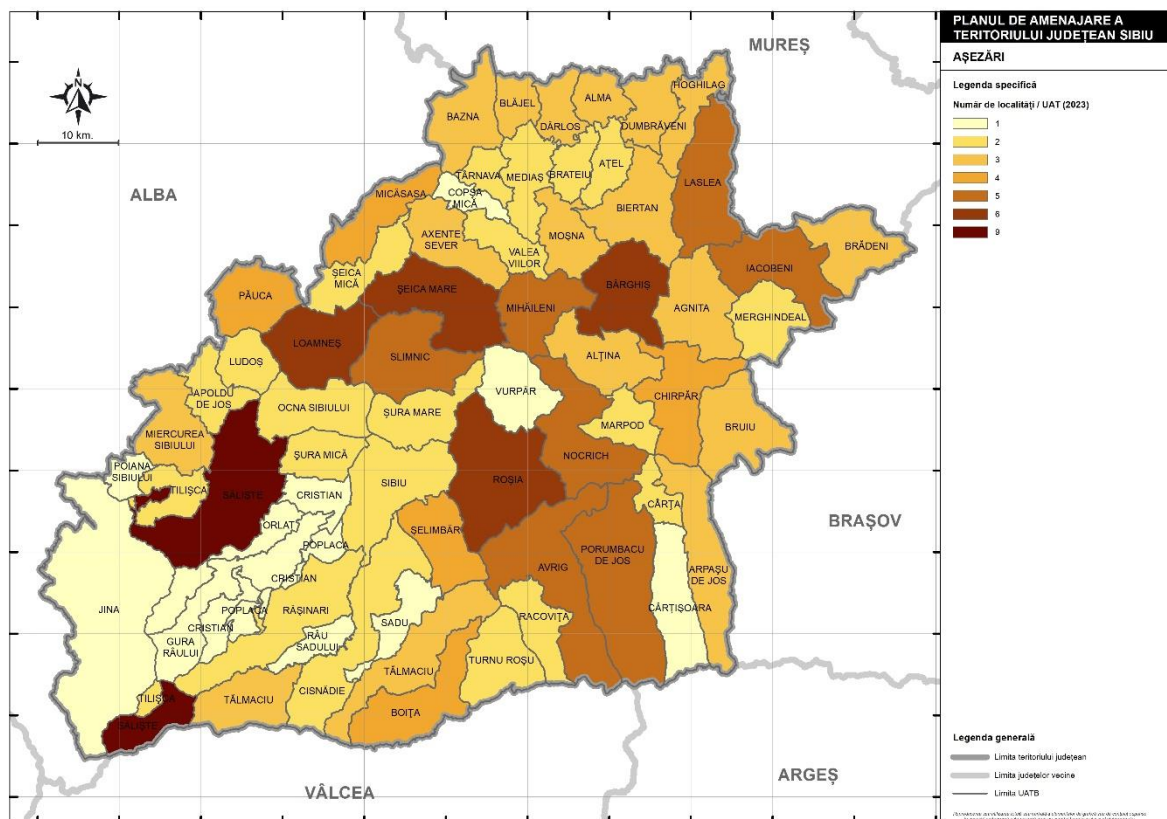 PLANUL DE AMENAJARE A
TERITORIULUI JUDEȚEAN SIBIU
AȘEZĂRI
Legenda specifică
Număr de localități / UAT (2023)
1
2
3
4
5
6
9
N
10 km.
MUREȘ
ALBA
BRAȘOV
ARGEȘ
VÂLCEA
HOGHILAG
BLĂJEL
ALMA
BAZNA
DÂRLOS
DUMBRĂVENI
AȚEL
TÂRNAVA
MEDIAȘ
BRATEIU
LASLEA
MICĂSASA
COPȘA
MICĂ
BIERTAN
AXENTE
SEVER
MOȘNA
BRĂDENI
VALEA
VIILOR
IACOBENI
ȘEICA
MICĂ
ȘEICA MARE
BÂRGHIȘ
PĂUCA
MIHĂILENI
AGNITA
MERGHINDEAL
LOAMNEȘ
SLIMNIC
ALȚINA
LUDOȘ
VURPĂR
CHIRPĂR
APOLDU
DE JOS
OCNA SIBIULUI
ȘURA MARE
MARPOD
BRUIU
MIERCUREA
SIBIULUI
ȘURA MICĂ
NOCRICH
POIANA
SIBIULUI
TILIȘCA
SĂLIȘTE
CRISTIAN
SIBIU
ROȘIA
CÂRȚA
ORLAT
ȘELIMBĂR
POPLACA
PORUMBACU
DE JOS
AVRIG
ARPAȘU
DE JOS
CRISTIAN
JINA
RĂȘINARI
CÂRȚIȘOARA
POPLACA
SADU
RACOVIȚA
CRISTIAN
GURA
RÂULUI
RÂU
SADULUI
TURNU ROȘU
TĂLMACIU
TILIȘCA
TĂLMACIU
CISNĂDIE
BOIȚA
SĂLIȘTE
Legenda generală
Limita teritoriului județean
Limita județelor vecine
Limita UATB